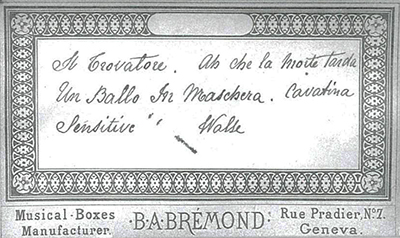 Il Trovatore. Ah che la morte tarda
Un Ballo In Maschera. Cavatina
Sensitive " Walse
Musical-Boxes Manufacturer.
B.A.BRÉMOND.
Rue Pradier, Nº7. Geneva.